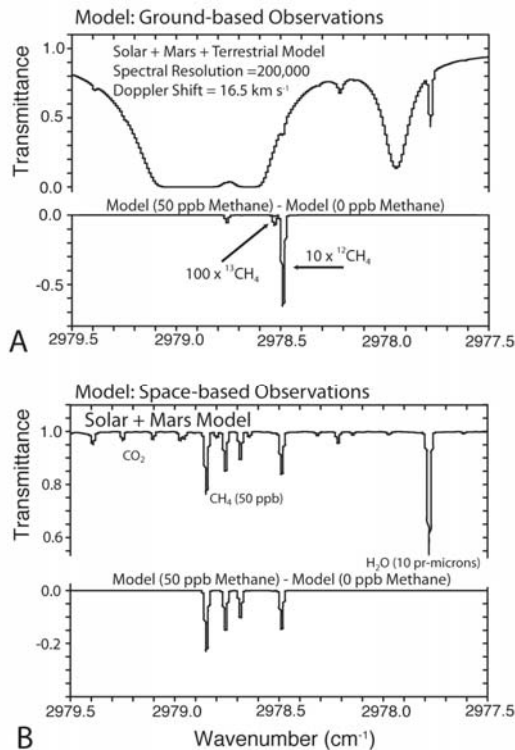 Model: Ground-based Observations
Solar + Mars + Terrestrial Model
Spectral Resolution =200,000
Doppler Shift = 16.5 km s⁻¹
Transmittance
1.0
0.5
0.0
Model (50 ppb Methane) - Model (0 ppb Methane)
0.0
-0.5
100 x ¹³CH₄
10 x ¹²CH₄
A
2979.5
2979.0
2978.5
2978.0
2977.5
Model: Space-based Observations
Solar + Mars Model
Transmittance
1.0
0.8
0.6
CO₂
CH₄ (50 ppb)
H₂O (10 pr-microns)
Model (50 ppb Methane) - Model (0 ppb Methane)
0.0
-0.2
B
2979.5
2979.0
2978.5
2978.0
2977.5
Wavenumber (cm⁻¹)